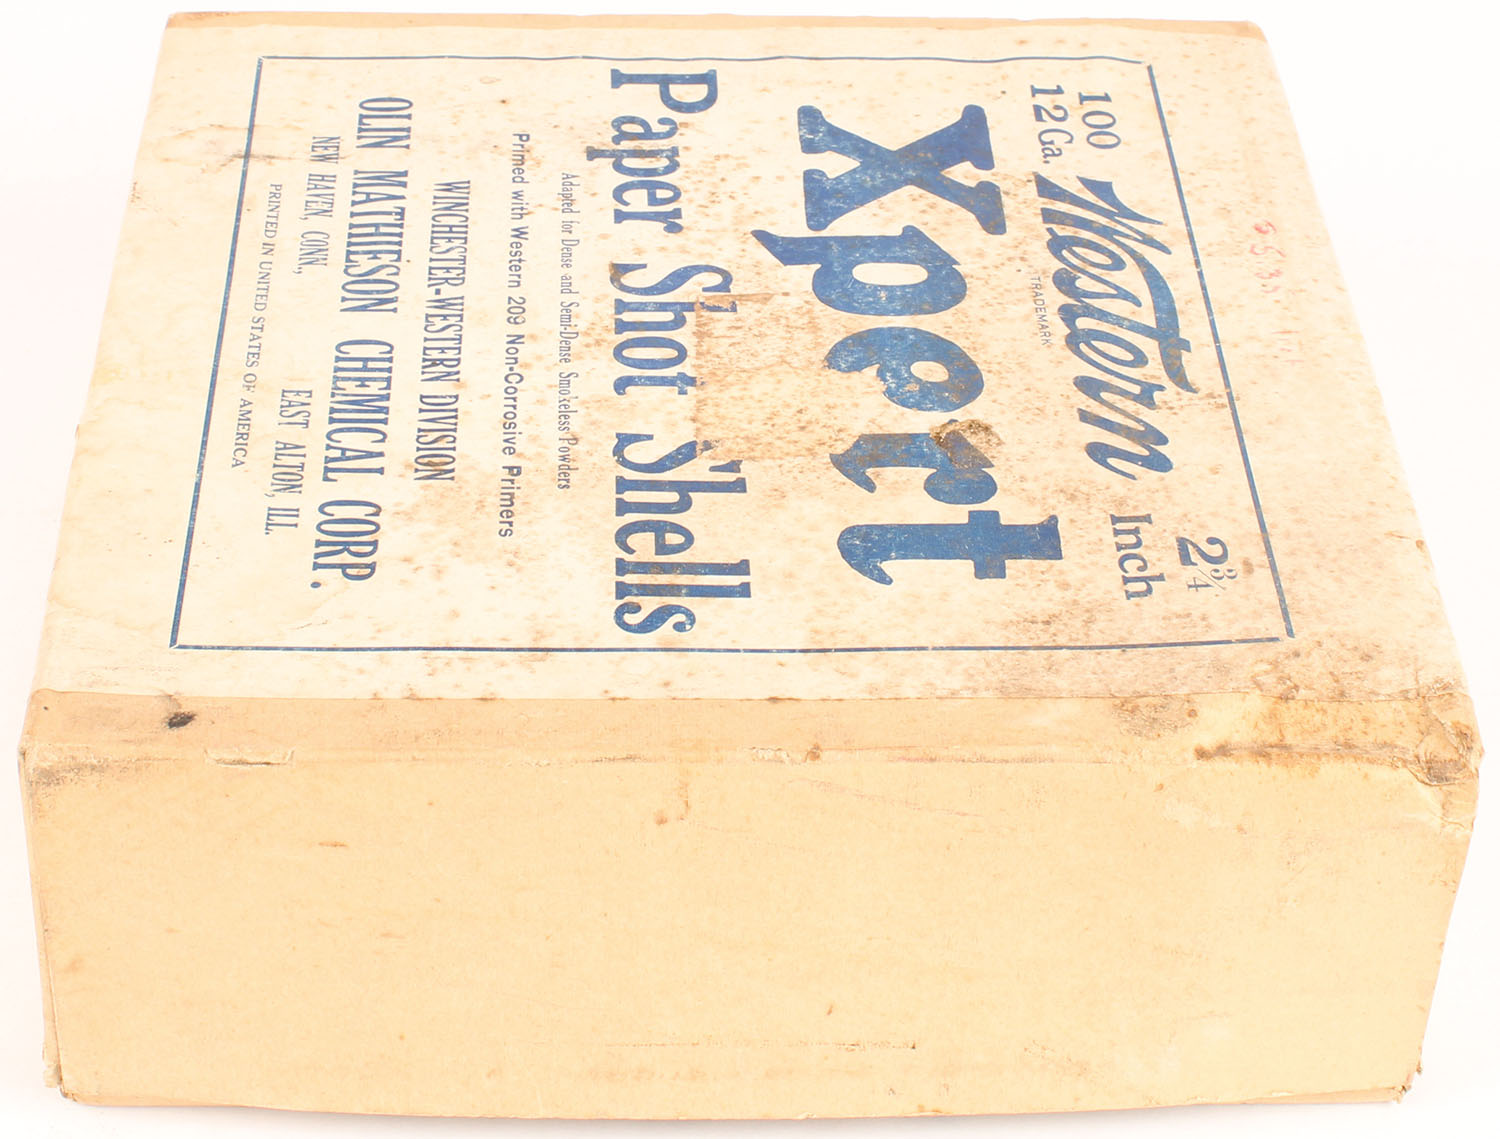 100
12 Ga.
Western
TRADEMARK
2 3/4
Inch
Xpert
Paper Shot Shells
Adapted for Dense and Semi-Dense Smokeless Powders
Primed with Western 209 Non-Corrosive Primers
WINCHESTER-WESTERN DIVISION
OLIN MATHIESON CHEMICAL CORP.
NEW HAVEN, CONN., EAST ALTON, ILL.
PRINTED IN UNITED STATES OF AMERICA